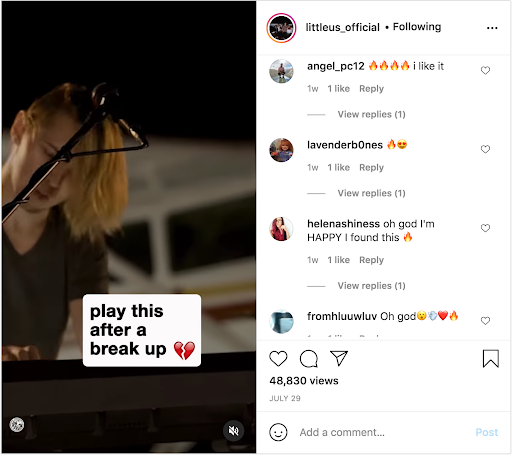 littleus_official • Following
angel_pc12 🔥🔥🔥🔥 i like it
1w 1 like Reply
View replies (1)
lavenderb0nes 🔥😍
1w 1 like Reply
View replies (1)
helenashiness oh god I'm
HAPPY I found this 🔥
1w 1 like Reply
View replies (1)
fromhluuwluv Oh god😮💨❤️🔥
play this
after a
break up 💔
48,830 views
JULY 29
Add a comment... Post